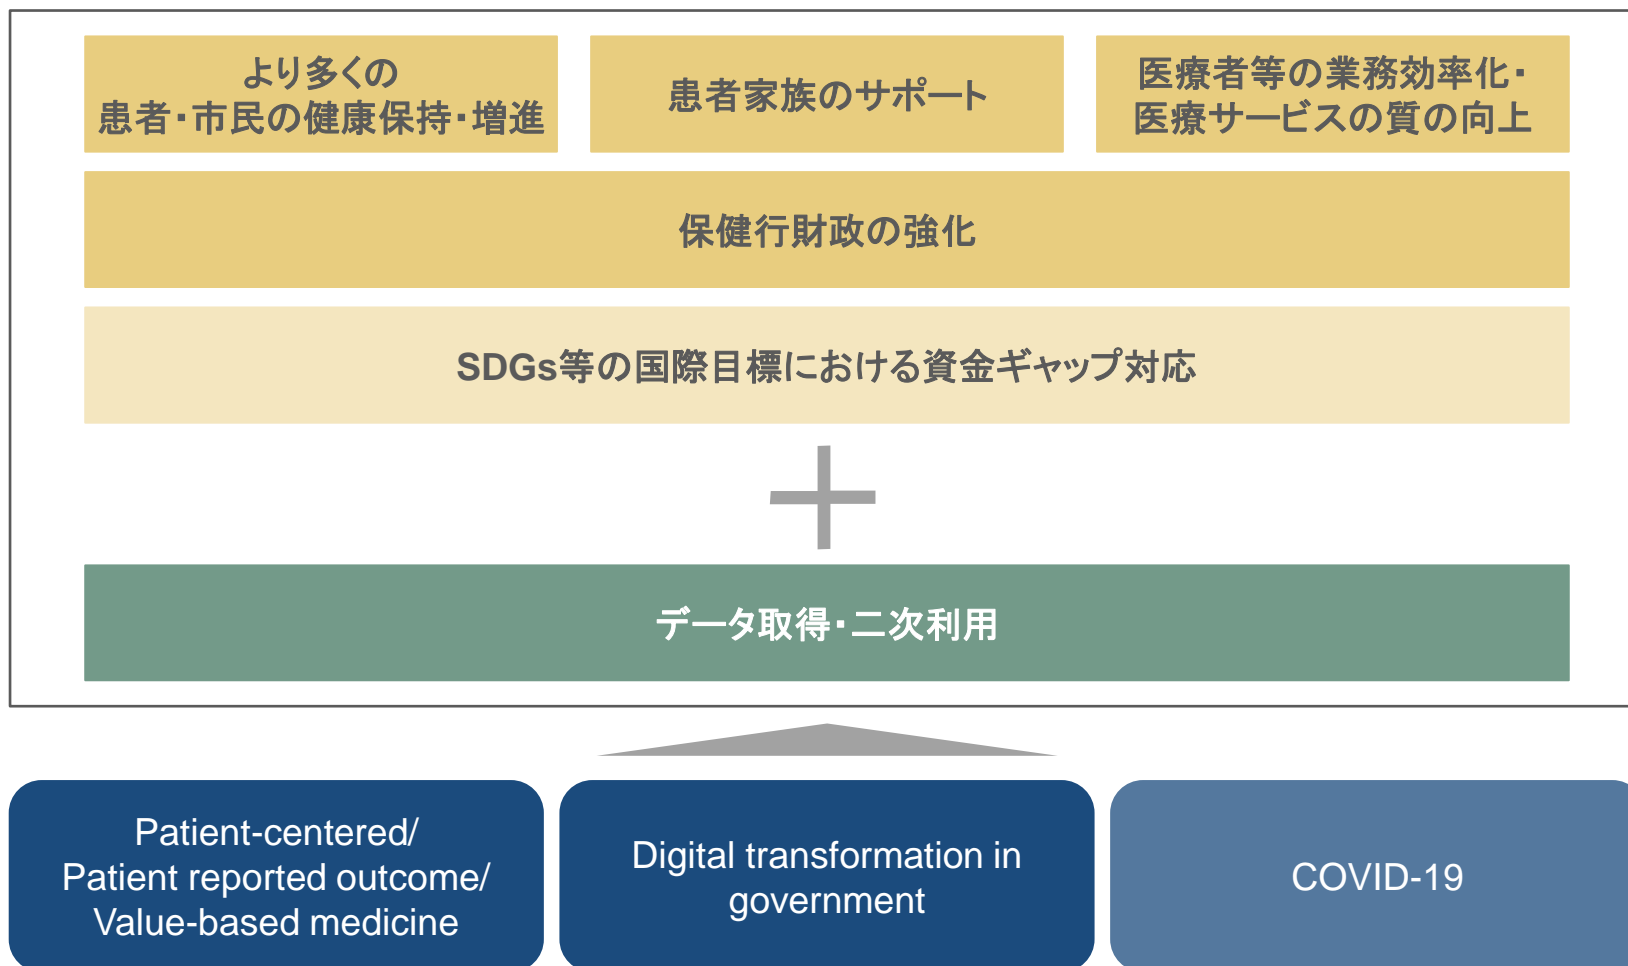 より多くの
患者・市民の健康保持・増進
患者家族のサポート
医療者等の業務効率化・
医療サービスの質の向上
保健行財政の強化
SDGs等の国際目標における資金ギャップ対応
データ取得・二次利用
Patient-centered/
Patient reported outcome/
Value-based medicine
Digital transformation in
government
COVID-19